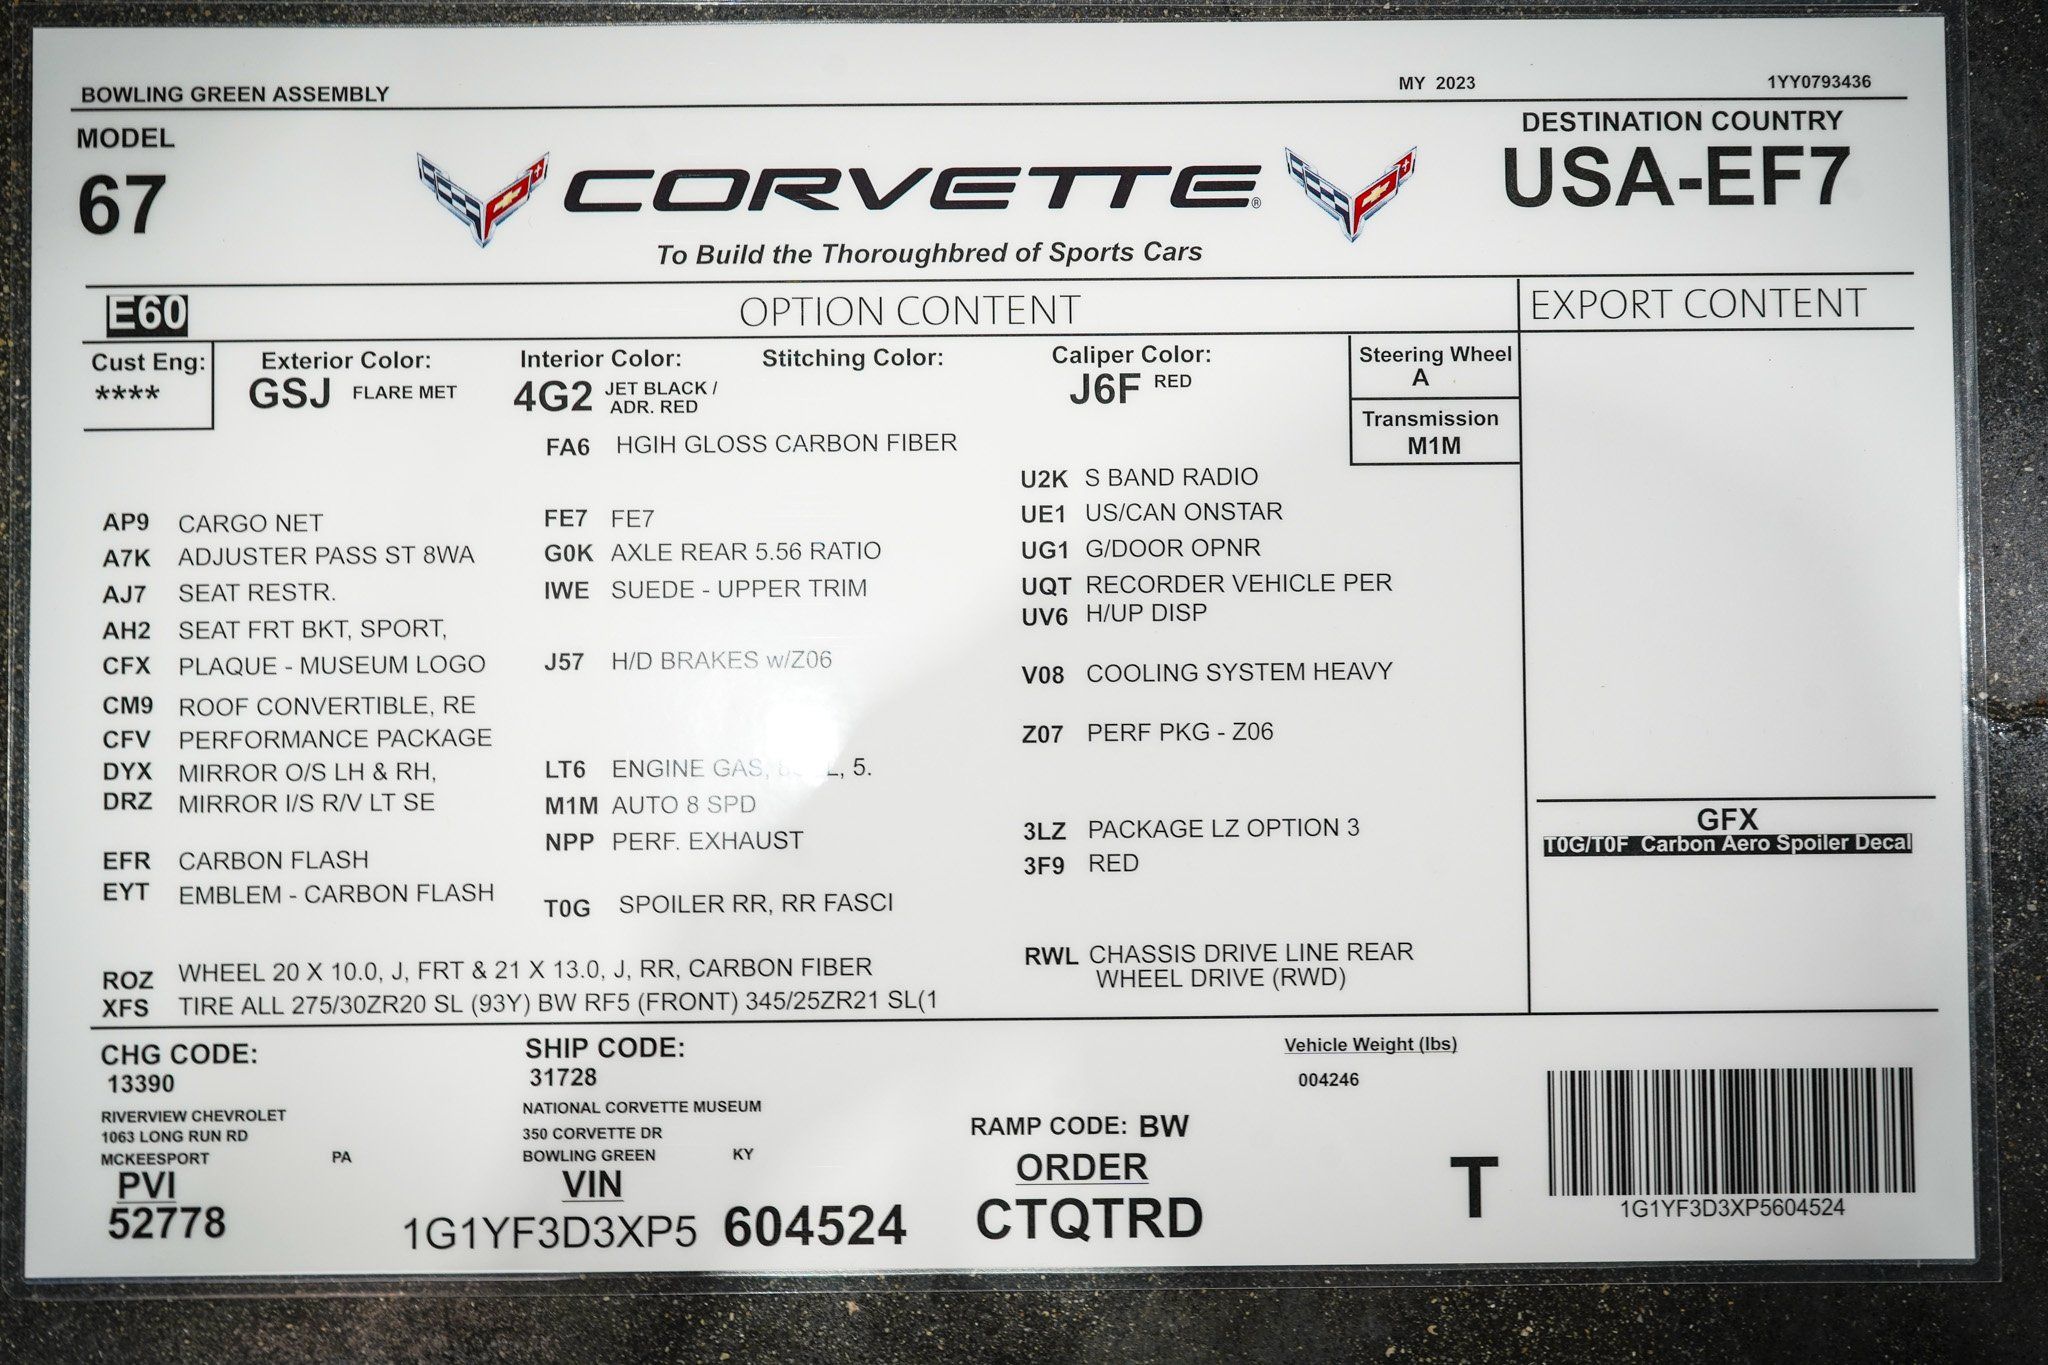 BOWLING GREEN ASSEMBLY
MY 2023
1YY0793436
MODEL
67
CORVETTE®
To Build the Thoroughbred of Sports Cars
DESTINATION COUNTRY
USA-EF7
E60
OPTION CONTENT
EXPORT CONTENT
Cust Eng:
****
Exterior Color:
GSJ FLARE MET
Interior Color:
4G2 JET BLACK /
ADR. RED
Stitching Color:
Caliper Color:
J6F RED
Steering Wheel
A
Transmission
M1M
AP9 CARGO NET
A7K ADJUSTER PASS ST 8WA
AJ7 SEAT RESTR.
AH2 SEAT FRT BKT, SPORT,
CFX PLAQUE - MUSEUM LOGO
CM9 ROOF CONVERTIBLE, RE
CFV PERFORMANCE PACKAGE
DYX MIRROR O/S LH & RH,
DRZ MIRROR I/S R/V LT SE
EFR CARBON FLASH
EYT EMBLEM - CARBON FLASH
FA6 HGIH GLOSS CARBON FIBER
FE7 FE7
G0K AXLE REAR 5.56 RATIO
IWE SUEDE - UPPER TRIM
J57 H/D BRAKES w/Z06
LT6 ENGINE GAS, 5.
M1M AUTO 8 SPD
NPP PERF. EXHAUST
T0G SPOILER RR, RR FASCI
U2K S BAND RADIO
UE1 US/CAN ONSTAR
UG1 G/DOOR OPNR
UQT RECORDER VEHICLE PER
UV6 H/UP DISP
V08 COOLING SYSTEM HEAVY
Z07 PERF PKG - Z06
3LZ PACKAGE LZ OPTION 3
3F9 RED
RWL CHASSIS DRIVE LINE REAR
WHEEL DRIVE (RWD)
ROZ WHEEL 20 X 10.0, J, FRT & 21 X 13.0, J, RR, CARBON FIBER
XFS TIRE ALL 275/30ZR20 SL (93Y) BW RF5 (FRONT) 345/25ZR21 SL(1
GFX
T0G/T0F Carbon Aero Spoiler Decal
CHG CODE:
13390
RIVERVIEW CHEVROLET
1063 LONG RUN RD
MCKEESPORT PA
PVI
52778
SHIP CODE:
31728
NATIONAL CORVETTE MUSEUM
350 CORVETTE DR
BOWLING GREEN KY
VIN
1G1YF3D3XP5 604524
RAMP CODE: BW
ORDER
CTQTRD
Vehicle Weight (lbs)
004246
T
1G1YF3D3XP5604524